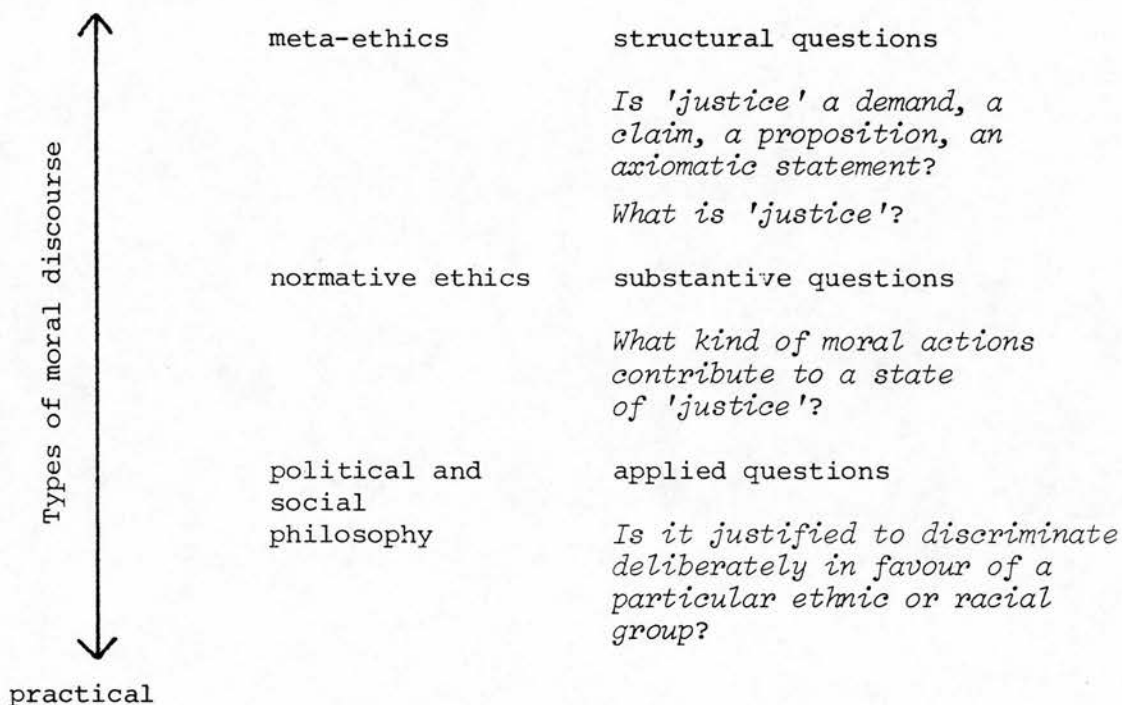 Types of moral discourse
meta-ethics
structural questions
Is 'justice' a demand, a
claim, a proposition, an
axiomatic statement?
What is 'justice'?
normative ethics
substantive questions
What kind of moral actions
contribute to a state
of 'justice'?
political and
social
philosophy
applied questions
Is it justified to discriminate
deliberately in favour of a
particular ethnic or racial
group?
practical